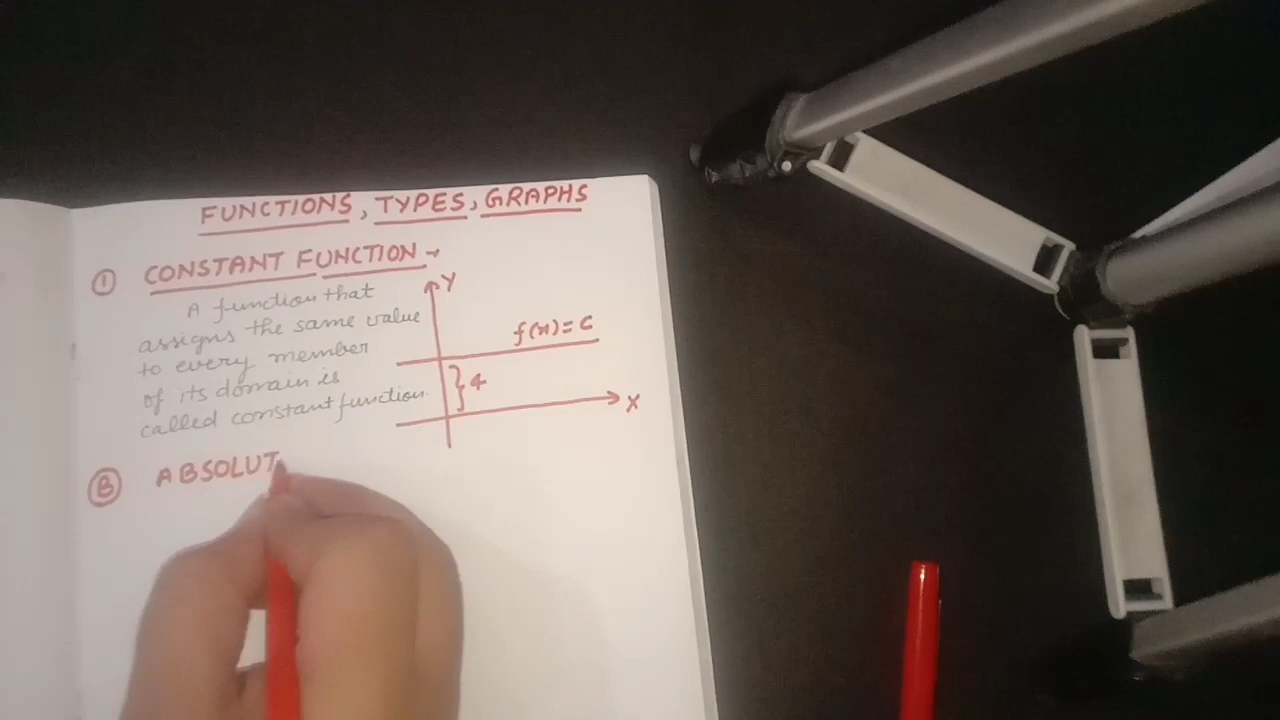 FUNCTIONS, TYPES, GRAPHS
① CONSTANT FUNCTION →
A function that
assigns the same value
to every member
of its domain is
called constant function.
Y
f(x) = C
} 4
X
Ⓑ ABSOLUT